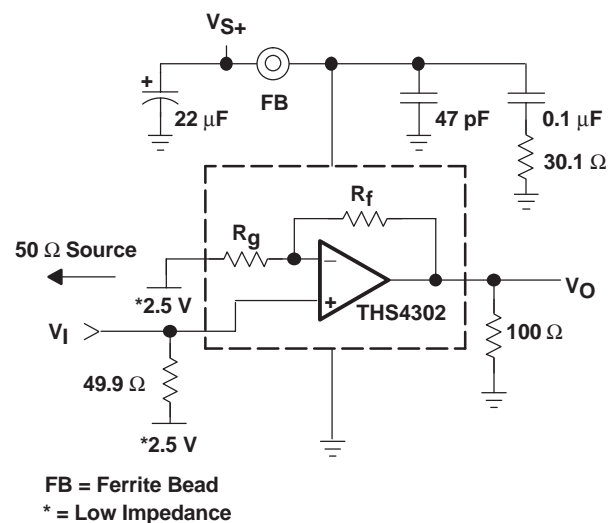 VS+
+
22 μF
FB
47 pF
0.1 μF
30.1 Ω
Rf
Rg
50 Ω Source
*2.5 V
−
+
THS4302
VO
VI
100 Ω
49.9 Ω
*2.5 V
FB = Ferrite Bead
* = Low Impedance